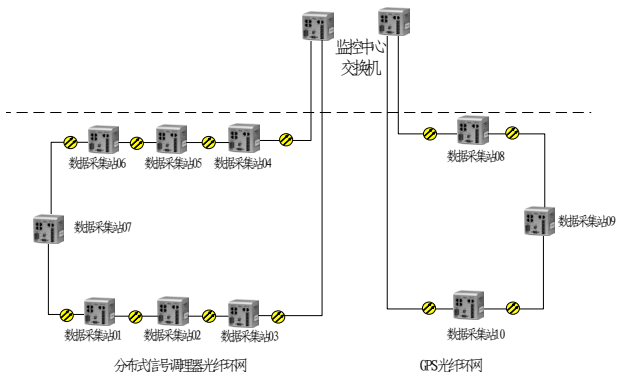 监控中心
交换机
数据采集站06
数据采集站05
数据采集站04
数据采集站08
数据采集站07
数据采集站09
数据采集站01
数据采集站02
数据采集站03
数据采集站10
分布式信号调理器光纤环网
GPS光纤环网